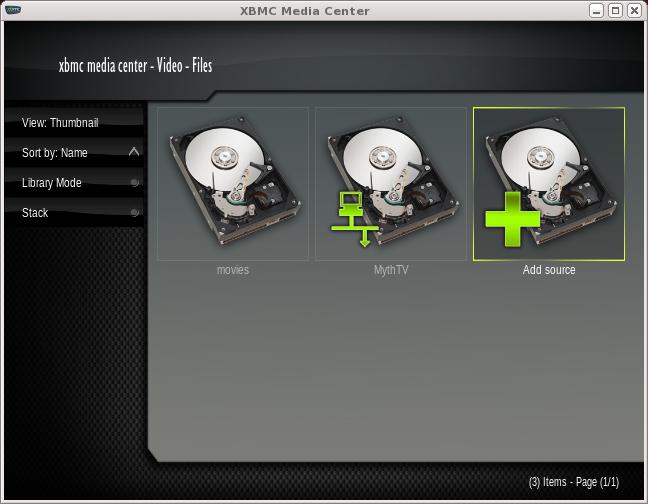 XBMC Media Center
xbmc media center - Video - Files
View: Thumbnail
Sort by: Name
Library Mode
Stack
movies
MythTV
Add source
(3) Items - Page (1/1)